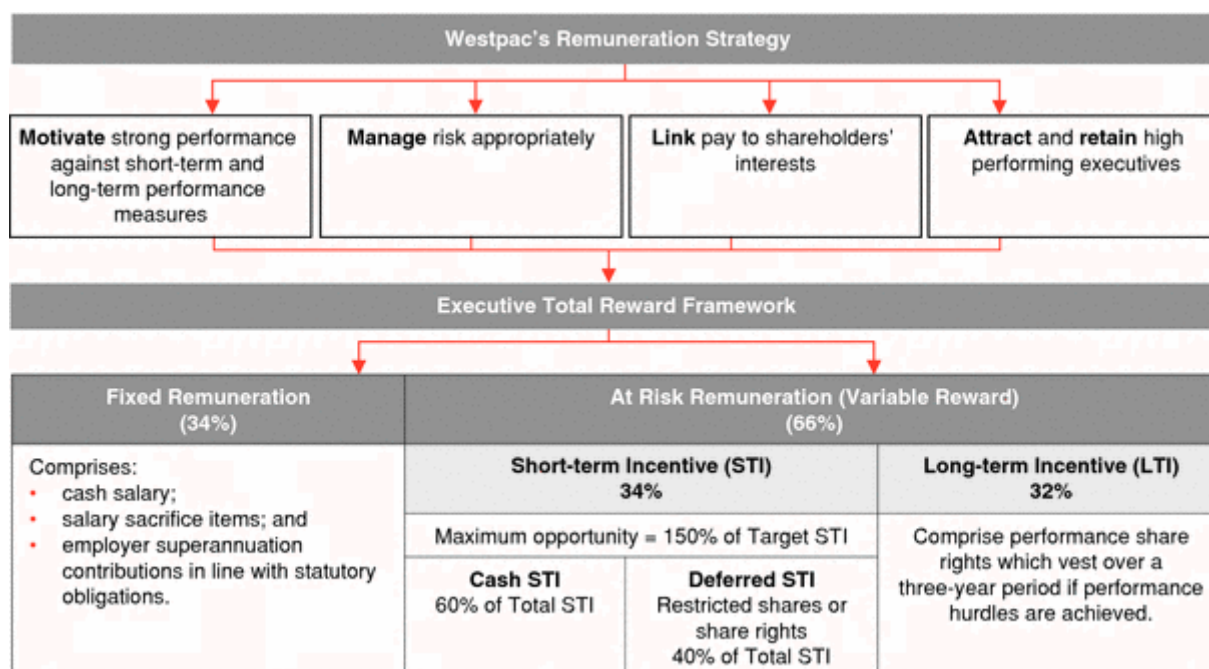 Westpac's Remuneration Strategy
Motivate strong performance
against short-term and
long-term performance
measures
Manage risk appropriately
Link pay to shareholders'
interests
Attract and retain high
performing executives
Executive Total Reward Framework
Fixed Remuneration
(34%)
At Risk Remuneration (Variable Reward)
(66%)
Comprises:
• cash salary;
• salary sacrifice items; and
• employer superannuation
contributions in line with statutory
obligations.
Short-term Incentive (STI)
34%
Maximum opportunity = 150% of Target STI
Cash STI
60% of Total STI
Deferred STI
Restricted shares or
share rights
40% of Total STI
Long-term Incentive (LTI)
32%
Comprise performance share
rights which vest over a
three-year period if performance
hurdles are achieved.